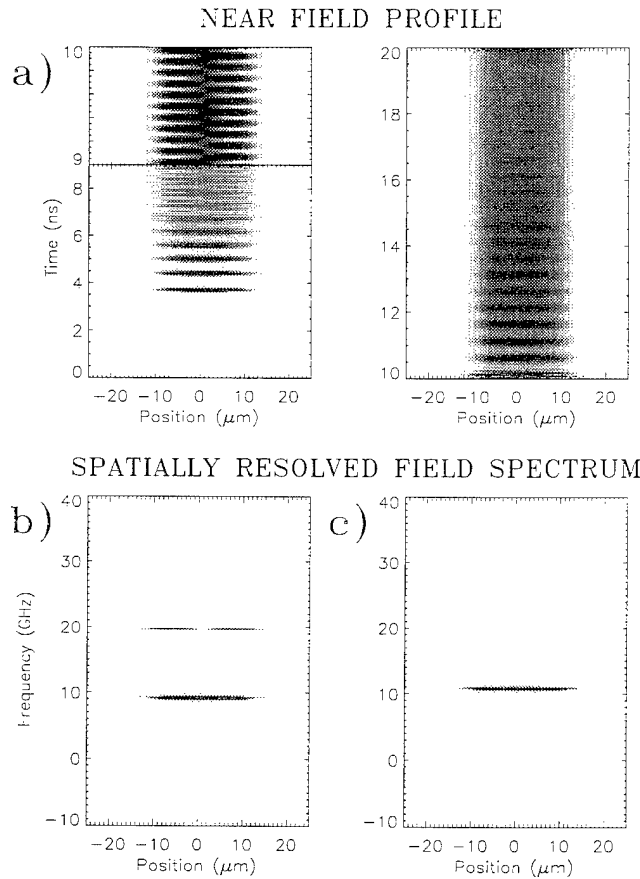 NEAR FIELD PROFILE
a)
10
9
8
6
4
2
0
Time (ns)
-20 -10 0 10 20
Position (μm)
20
18
16
14
12
10
-20 -10 0 10 20
Position (μm)
SPATIALLY RESOLVED FIELD SPECTRUM
b)
40
30
20
10
0
-10
Frequency (GHz)
-20 -10 0 10 20
Position (μm)
c)
40
30
20
10
0
-10
-20 -10 0 10 20
Position (μm)